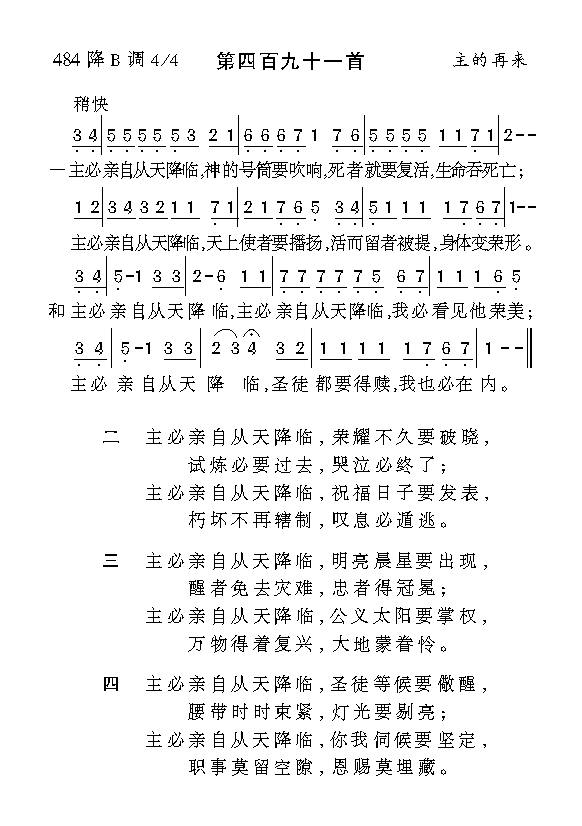 484 降B调4/4 第四百九十一首 主的再来
稍快
3 4|5 5 5 5 5 3 2 1|6 6 6 7 1 7 6|5 5 5 5 1 1 7 1|2--
一主必亲自从天降临,神的号筒要吹响,死者就要复活,生命吞死亡;
1 2|3 4 3 2 1 1 7 1|2 1 7 6 5 3 4|5 1 1 1 1 7 6 7|1--
主必亲自从天降临,天上使者要播扬,活而留者被提,身体变荣形。
3 4|5-1 3 3|2-6 1 1|7 7 7 7 7 5 6 7|1 1 1 6 5
和主必亲自从天降临,主必亲自从天降临,我必看见他荣美;
3 4|5-1 3 3|2 3 4 3 2|1 1 1 1 1 7 6 7|1--‖
主必亲自从天降临,圣徒都要得赎,我也必在内。
二 主必亲自从天降临,荣耀不久要破晓,
试炼必要过去,哭泣必终了;
主必亲自从天降临,祝福日子要发表,
朽坏不再辖制,叹息必遁逃。
三 主必亲自从天降临,明亮晨星要出现,
醒者免去灾难,忠者得冠冕;
主必亲自从天降临,公义太阳要掌权,
万物得着复兴,大地蒙眷怜。
四 主必亲自从天降临,圣徒等候要儆醒,
腰带时时束紧,灯光要剔亮;
主必亲自从天降临,你我伺候要坚定,
职事莫留空隙,恩赐莫埋藏。